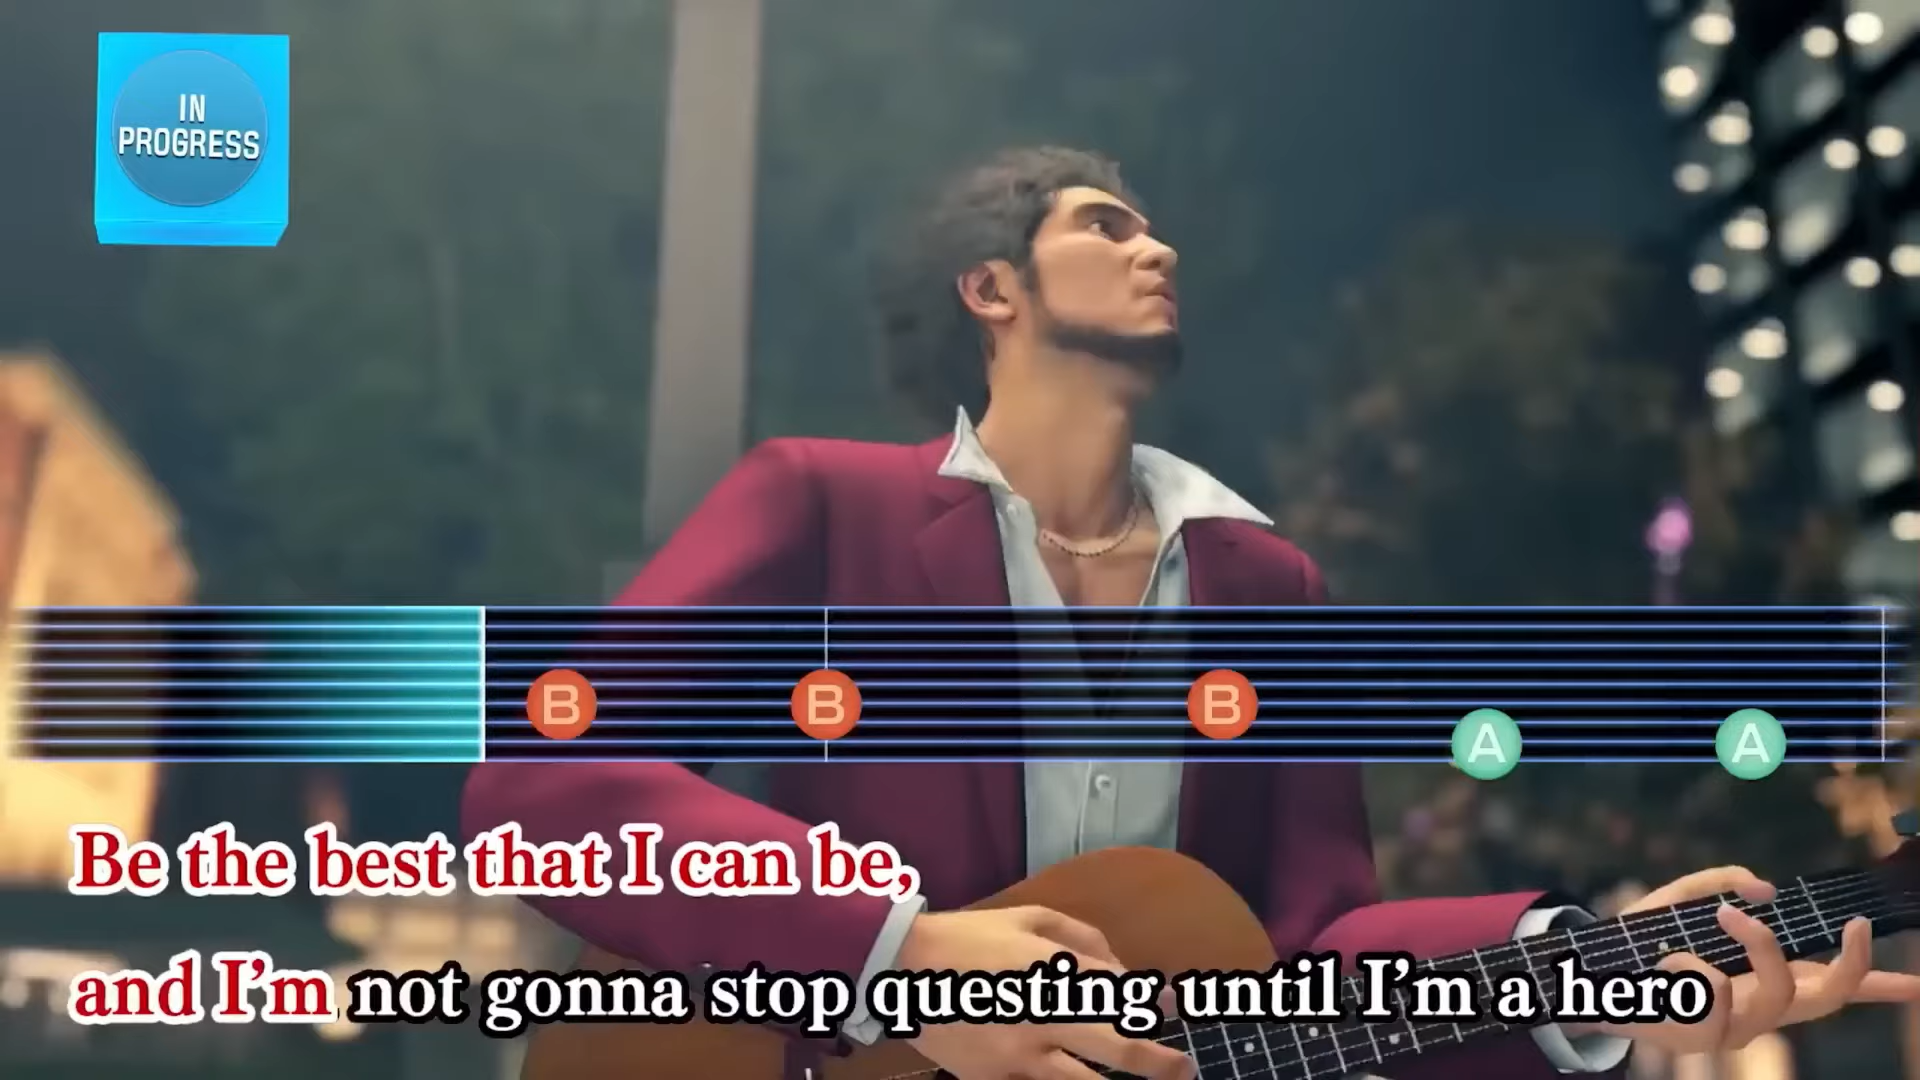 IN
PROGRESS
B B B A A
Be the best that I can be,
and I'm not gonna stop questing until I'm a hero